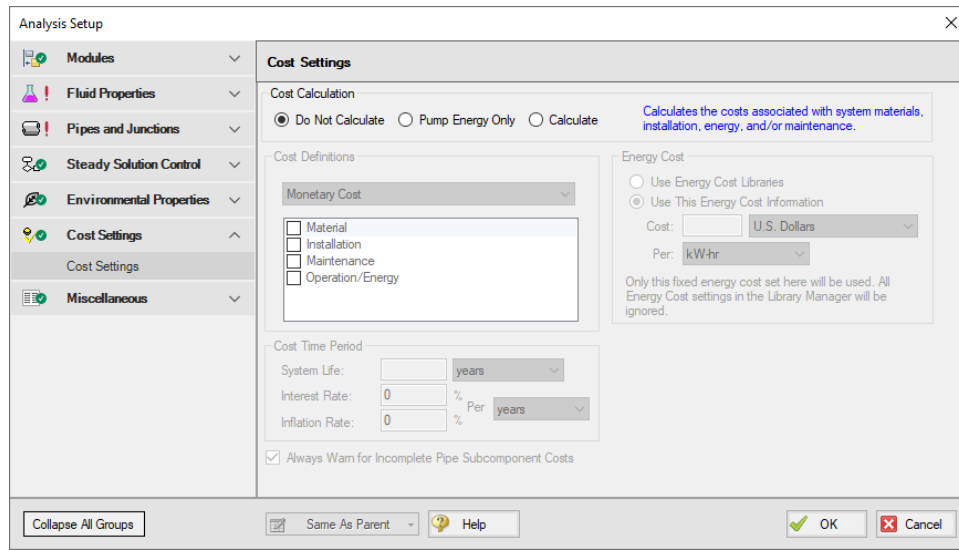 Analysis Setup
Modules
Fluid Properties
Pipes and Junctions
Steady Solution Control
Environmental Properties
Cost Settings
Cost Settings
Miscellaneous
Collapse All Groups
Cost Settings
Cost Calculation
Do Not Calculate Pump Energy Only Calculate
Calculates the costs associated with system materials,
installation, energy, and/or maintenance.
Cost Definitions
Monetary Cost
Material
Installation
Maintenance
Operation/Energy
Energy Cost
Use Energy Cost Libraries
Use This Energy Cost Information
Cost: U.S. Dollars
Per: kW-hr
Only this fixed energy cost set here will be used. All
Energy Cost settings in the Library Manager will be
ignored.
Cost Time Period
System Life: years
Interest Rate: 0 %
Per years
Inflation Rate: 0 %
Always Warn for Incomplete Pipe Subcomponent Costs
Same As Parent Help OK Cancel